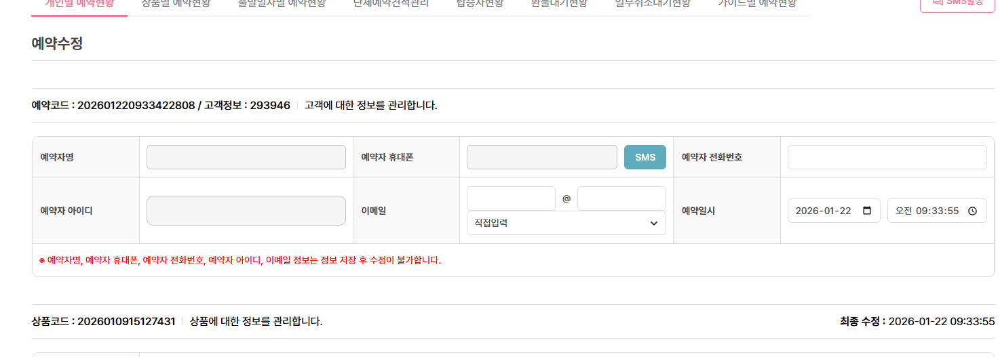 개인별 예약현황 상품별 예약현황 출발일자별 예약현황 단체예약견적관리 탑승자현황 환불대기현황 일부취소대기현황 가이드별 예약현황 SMS발송
예약수정
예약코드 : 202601220933422808 / 고객정보 : 293946 고객에 대한 정보를 관리합니다.
예약자명 예약자 휴대폰 SMS 예약자 전화번호
예약자 아이디 이메일 @ 직접입력 예약일시 2026-01-22 오전 09:33:55
※ 예약자명, 예약자 휴대폰, 예약자 전화번호, 예약자 아이디, 이메일 정보는 정보 저장 후 수정이 불가합니다.
상품코드 : 2026010915127431 상품에 대한 정보를 관리합니다. 최종 수정 : 2026-01-22 09:33:55